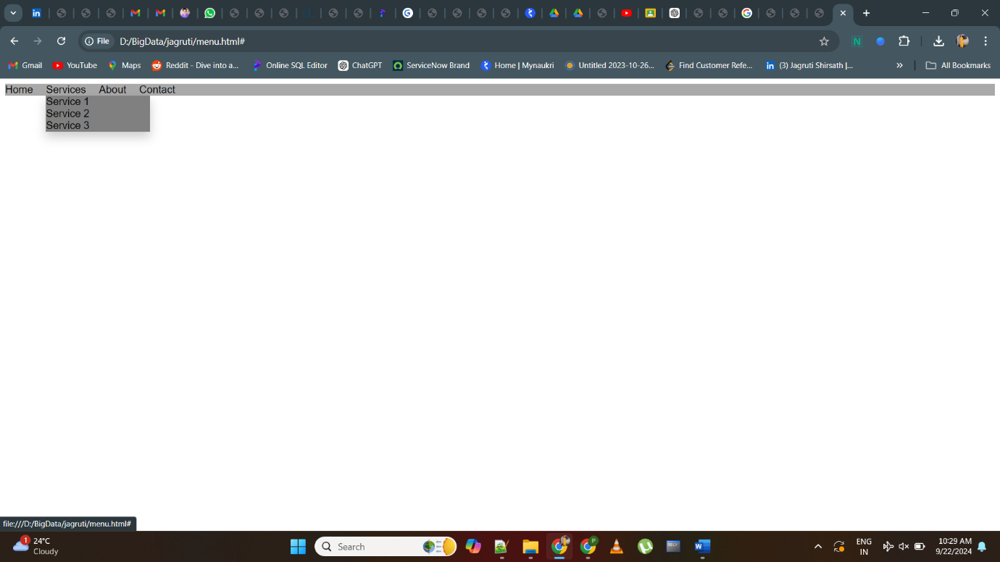 File D:/BigData/jagruti/menu.html#
Gmail YouTube Maps Reddit - Dive into a... Online SQL Editor ChatGPT ServiceNow Brand Home | Mynaukri Untitled 2023-10-26... Find Customer Refe... (3) Jagruti Shirsath |... » All Bookmarks
Home Services About Contact
Service 1
Service 2
Service 3
file:///D:/BigData/jagruti/menu.html#
1 24°C
Cloudy
Search
ENG
IN
10:29 AM
9/22/2024